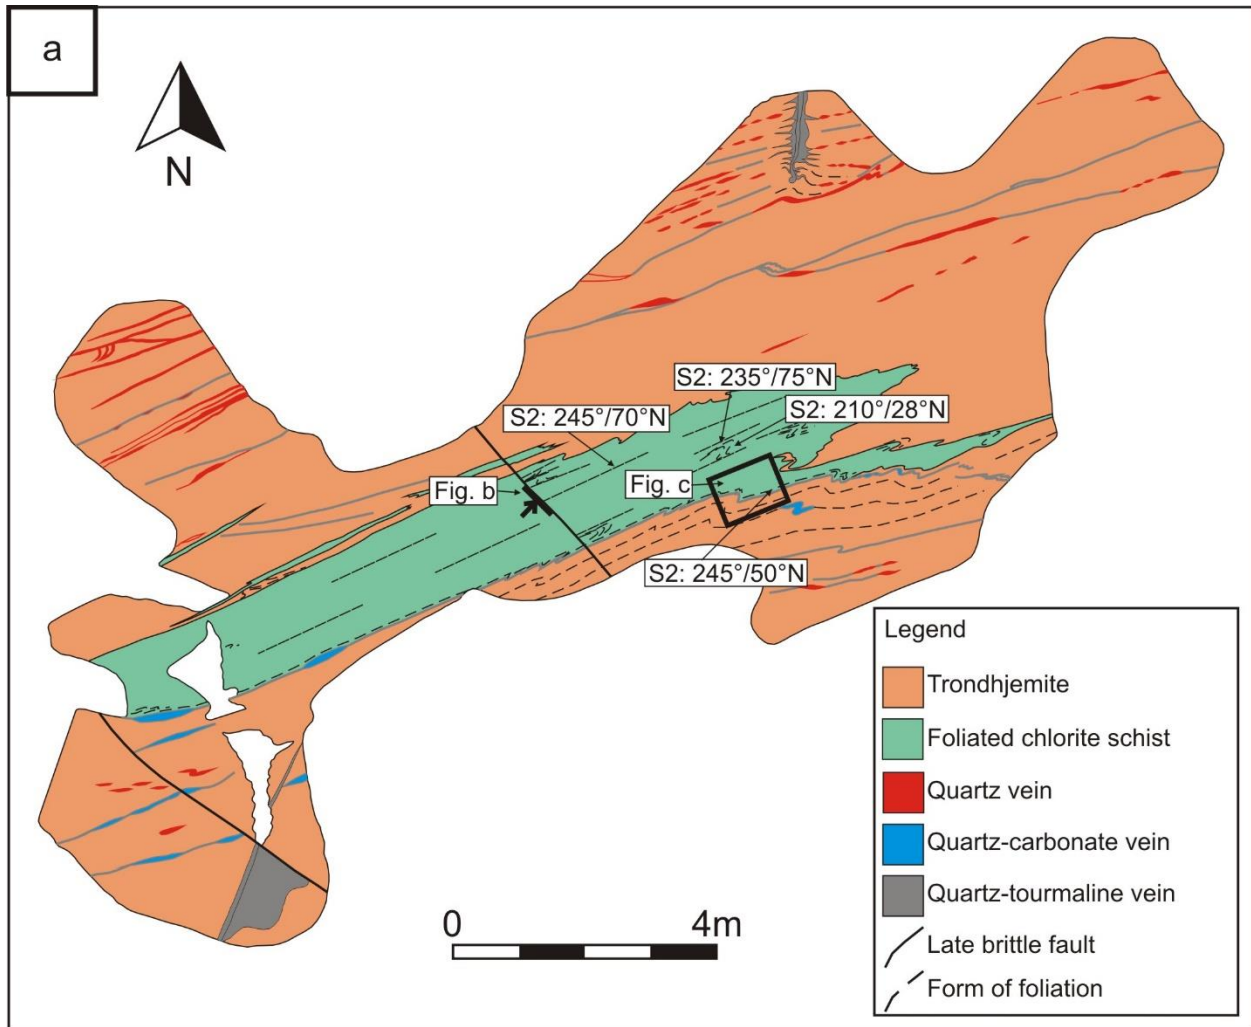 a
N
S2: 235°/75°N
S2: 245°/70°N
S2: 210°/28°N
Fig. b
Fig. c
S2: 245°/50°N
Legend
Trondhjemite
Foliated chlorite schist
Quartz vein
Quartz-carbonate vein
Quartz-tourmaline vein
Late brittle fault
Form of foliation
0 4m